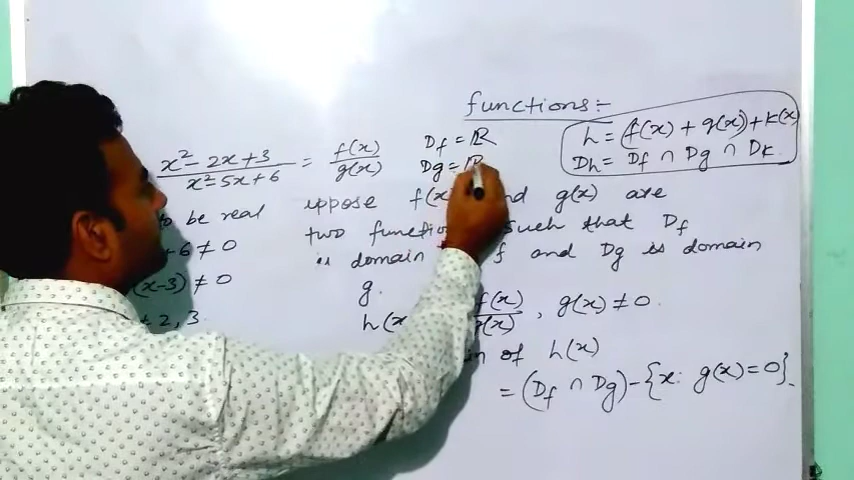 functions :-
h = (f(x) + g(x)) + k(x)
Dh = Df ∩ Dg ∩ Dk
x² - 2x + 3 / x² - 5x + 6 = f(x) / g(x)
Df = ℝ
Dg = ℝ
to be real
6 ≠ 0
(x-3) ≠ 0
2, 3
uppose f(x) and g(x) are
two function such that Df
is domain f and Dg is domain
g.
h(x f(x) / g(x) , g(x) ≠ 0.
of h(x)
= (Df ∩ Dg) - {x: g(x) = 0}.